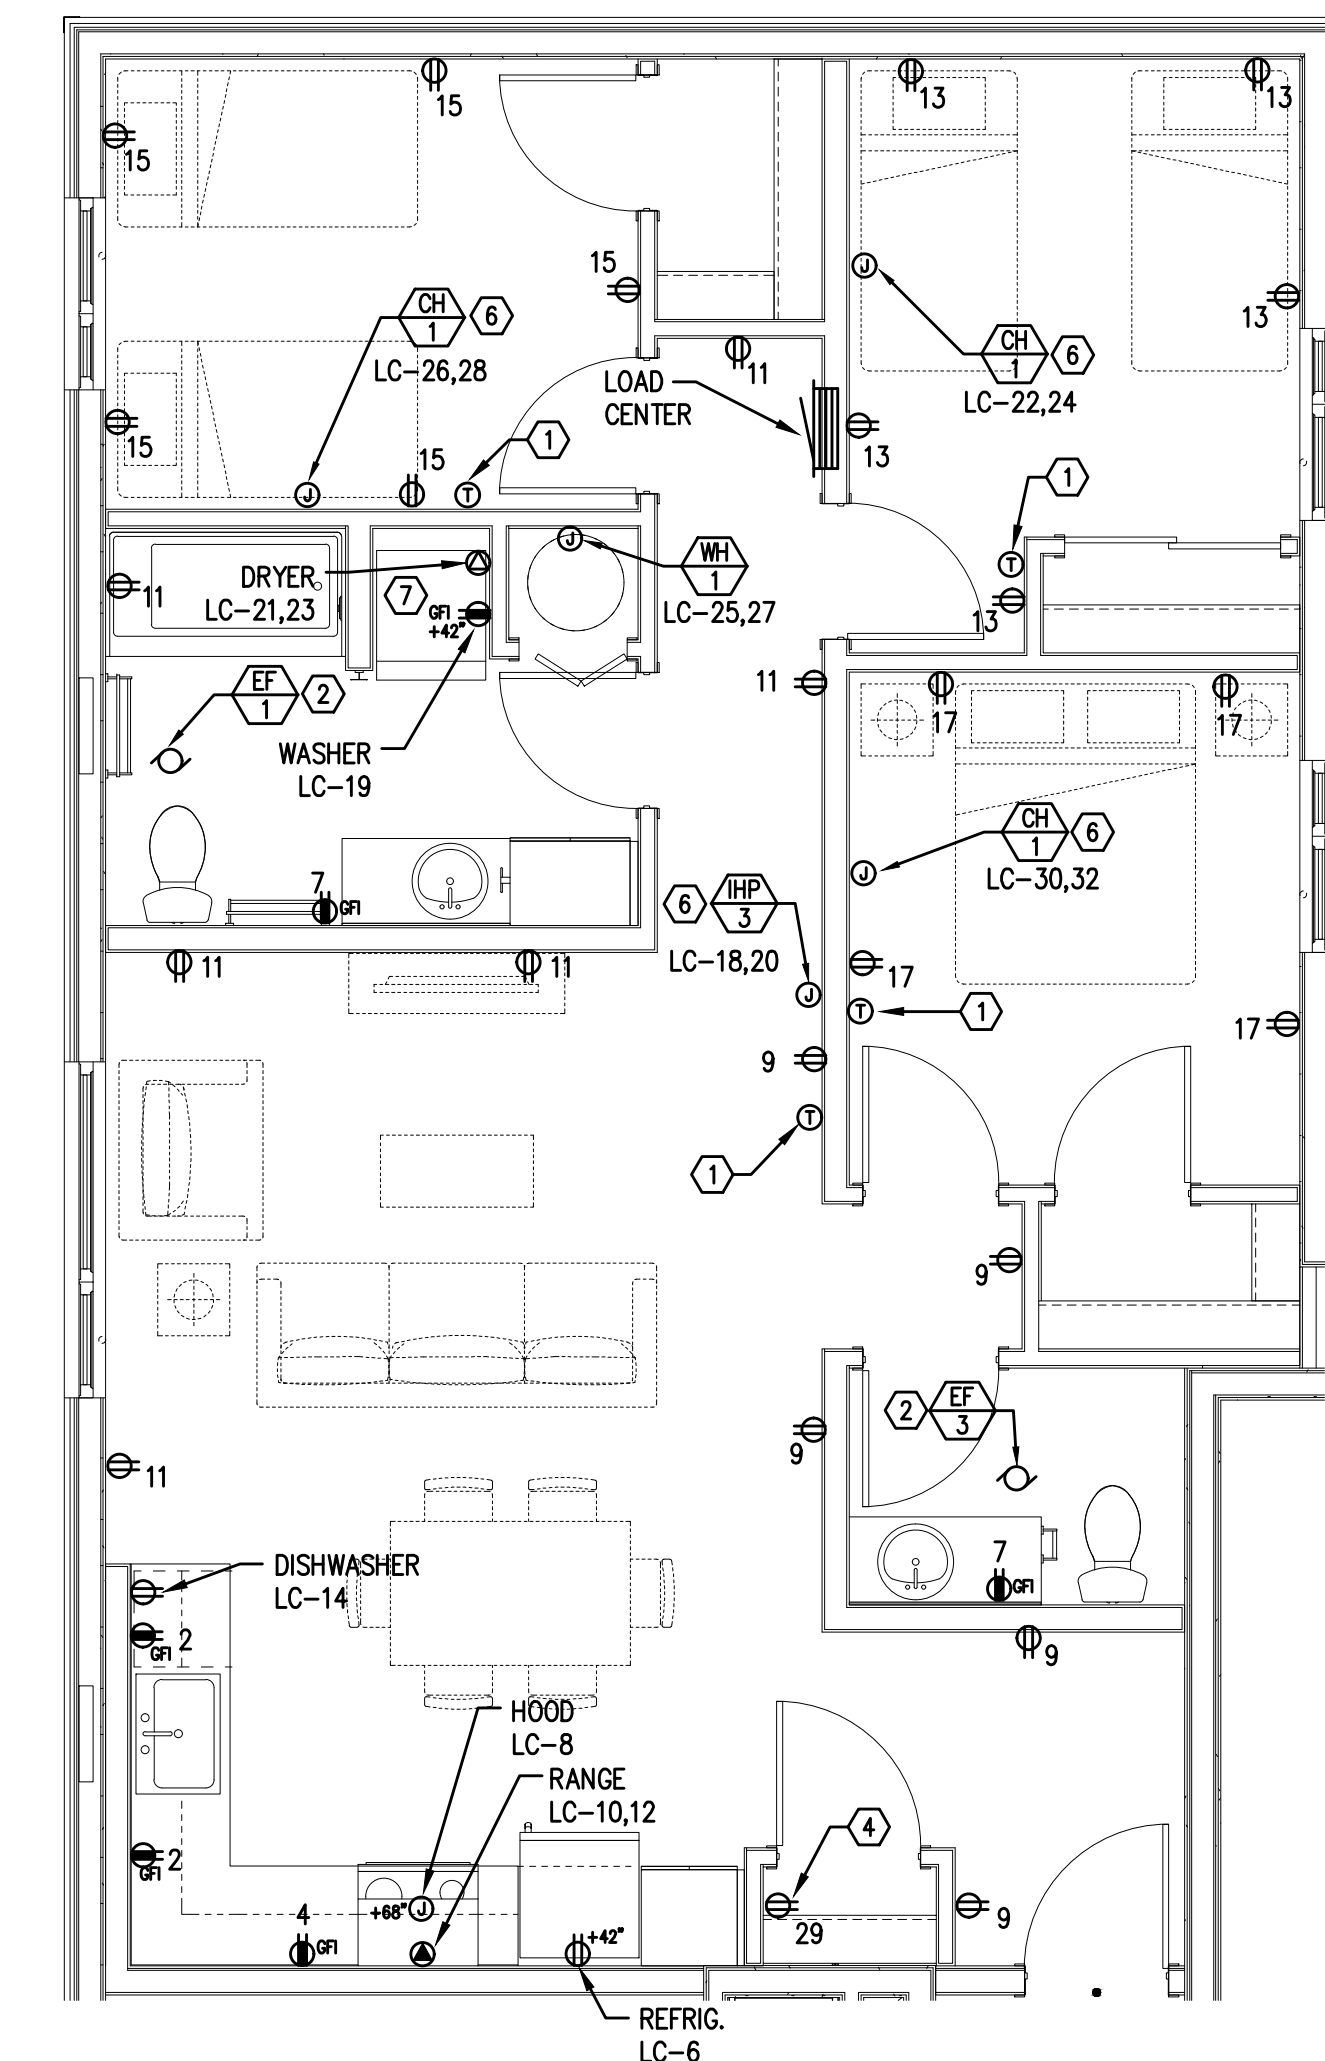 15
13
13
15
15
13
J
CH
1
6
LC-26,28
CH
1
6
LC-22,24
11
LOAD
CENTER
15
15
1
13
J
T
1
J
WH
1
LC-25,27
T
13
DRYER
LC-21,23
7
GFI
+42"
11
11
EF
1
2
WASHER
LC-19
17
17
CH
1
6
LC-30,32
J
7
GFI
6
IHP
3
LC-18,20
J
11
11
17
T
1
17
9
T
1
9
2
EF
3
9
11
DISHWASHER
LC-14
7
GFI
2
GFI
9
HOOD
LC-8
RANGE
LC-10,12
4
2
GFI
+68"
J
4
GFI
29
9
+42"
REFRIG.
LC-6